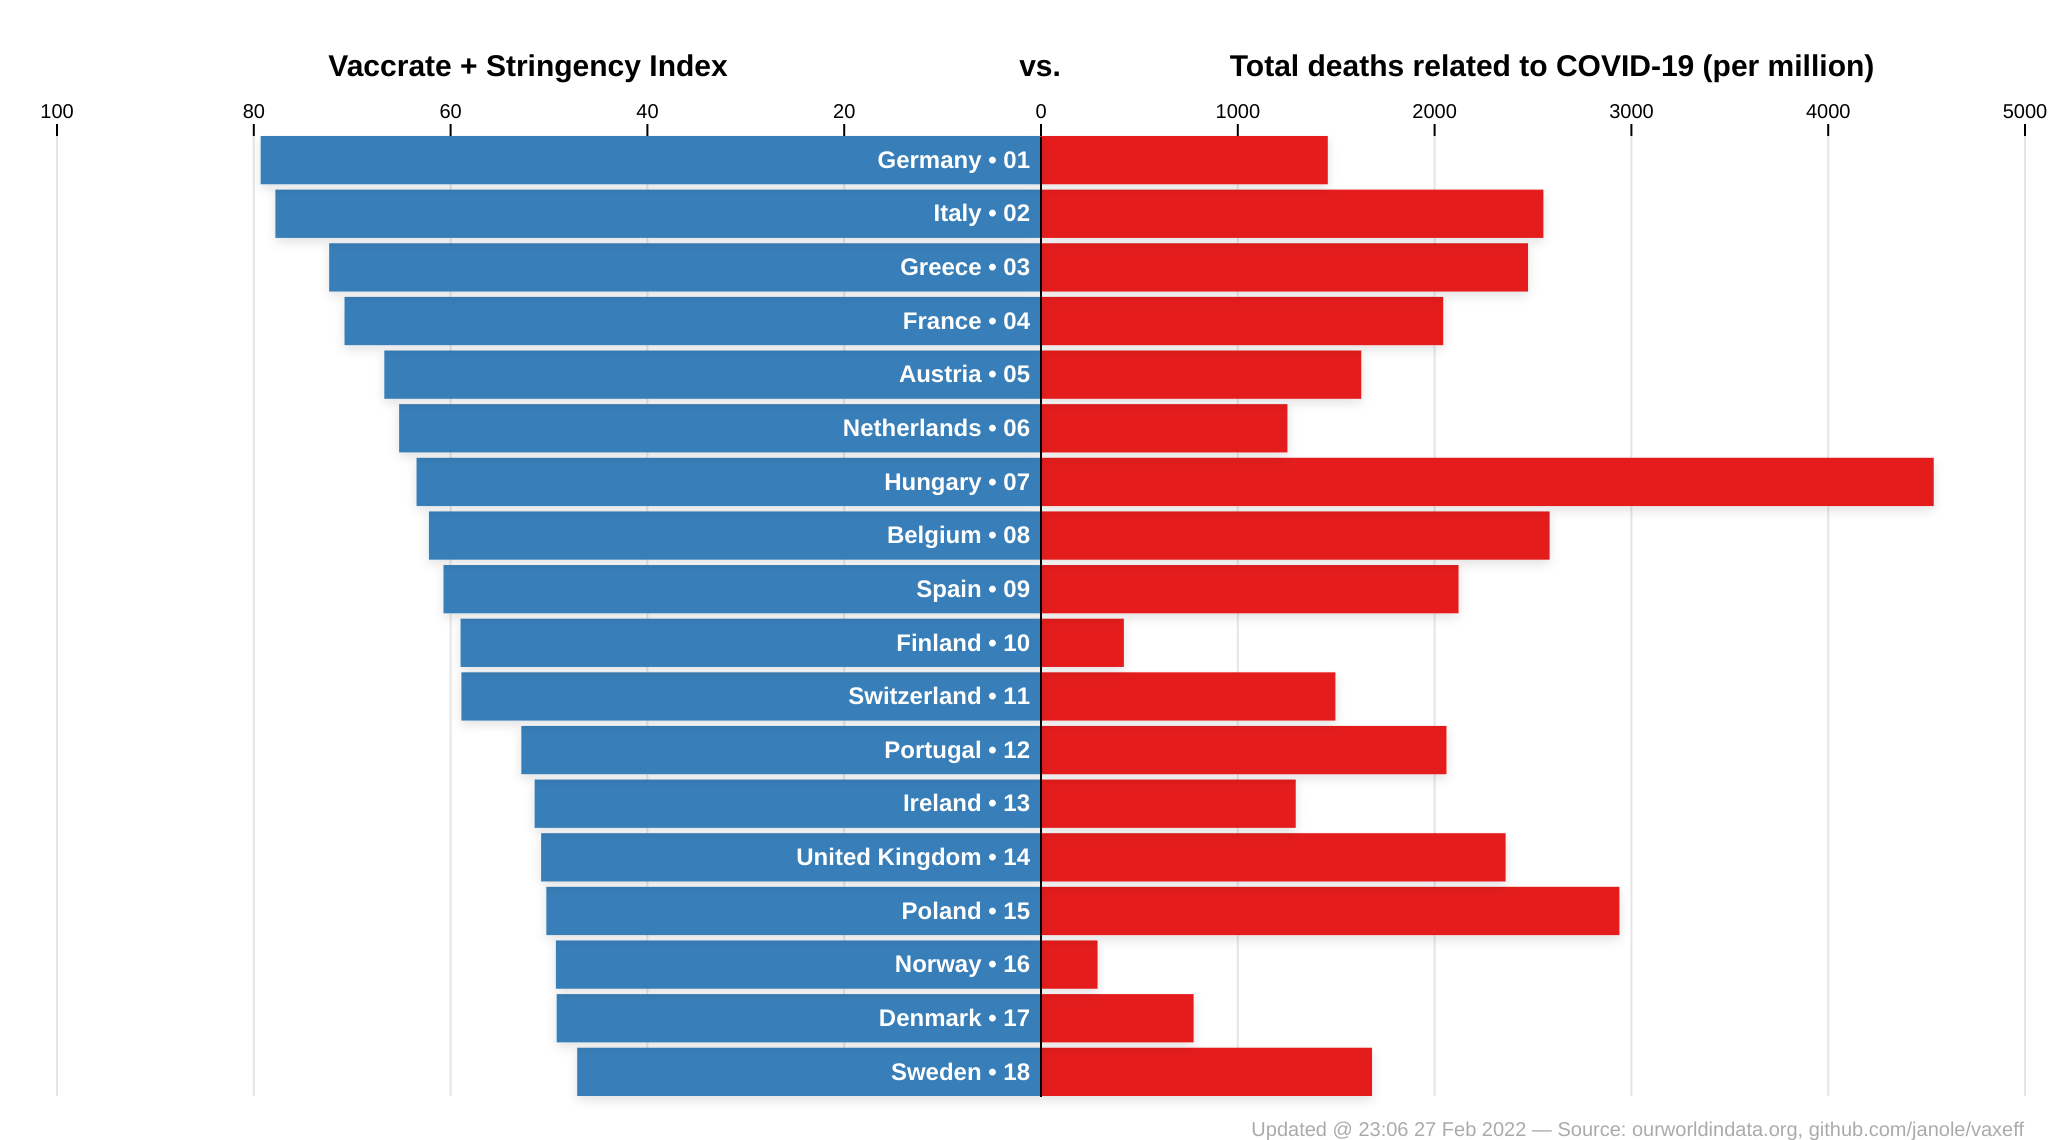 Vaccrate + Stringency Index vs. Total deaths related to COVID-19 (per million)
100 80 60 40 20 0 1000 2000 3000 4000 5000
Germany • 01
Italy • 02
Greece • 03
France • 04
Austria • 05
Netherlands • 06
Hungary • 07
Belgium • 08
Spain • 09
Finland • 10
Switzerland • 11
Portugal • 12
Ireland • 13
United Kingdom • 14
Poland • 15
Norway • 16
Denmark • 17
Sweden • 18
Updated @ 23:06 27 Feb 2022 — Source: ourworldindata.org, github.com/janole/vaxeff